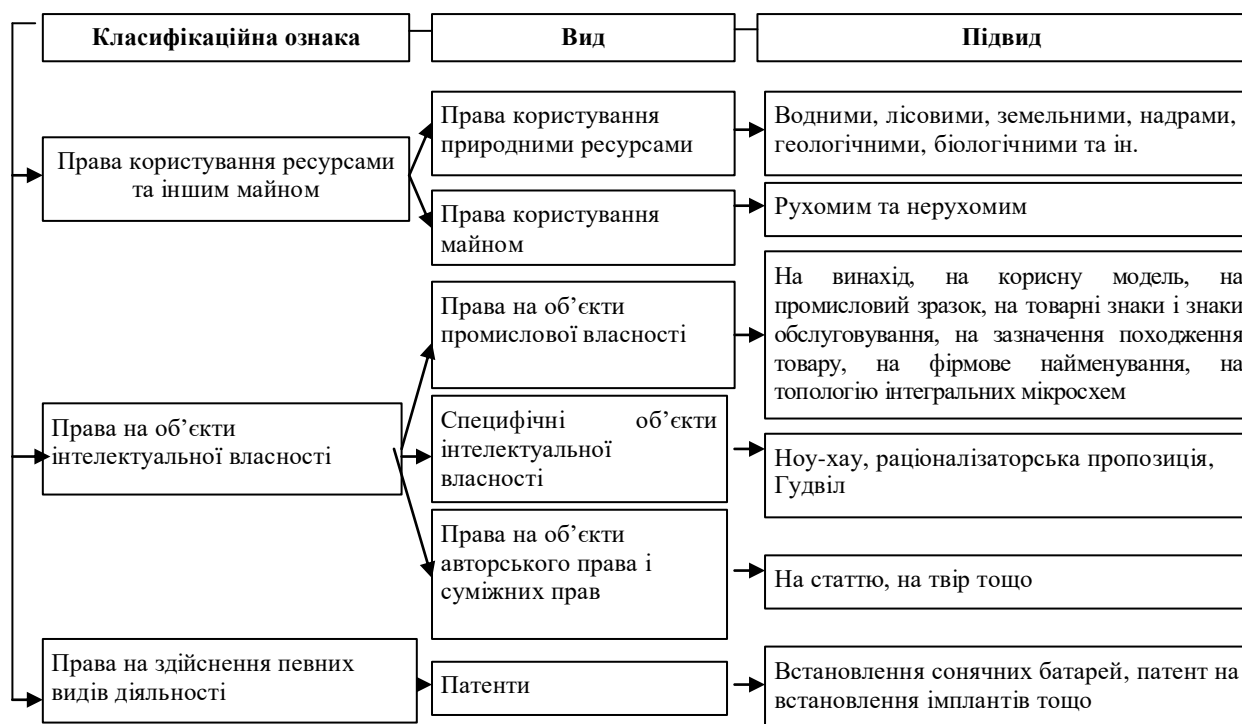 Класифікаційна ознака
Вид
Підвид
Права користування ресурсами
та іншим майном
Права користування
природними ресурсами
Водними, лісовими, земельними, надрами,
геологічними, біологічними та ін.
Права користування
майном
Рухомим та нерухомим
Права на об’єкти
інтелектуальної власності
Права на об’єкти
промислової власності
На винахід, на корисну модель, на
промисловий зразок, на товарні знаки і знаки
обслуговування, на зазначення походження
товару, на фірмове найменування, на
топологію інтегральних мікросхем
Специфічні об’єкти
інтелектуальної
власності
Ноу-хау, раціоналізаторська пропозиція,
Гудвіл
Права на об’єкти
авторського права і
суміжних прав
На статтю, на твір тощо
Права на здійснення певних
видів діяльності
Патенти
Встановлення сонячних батарей, патент на
встановлення імплантів тощо